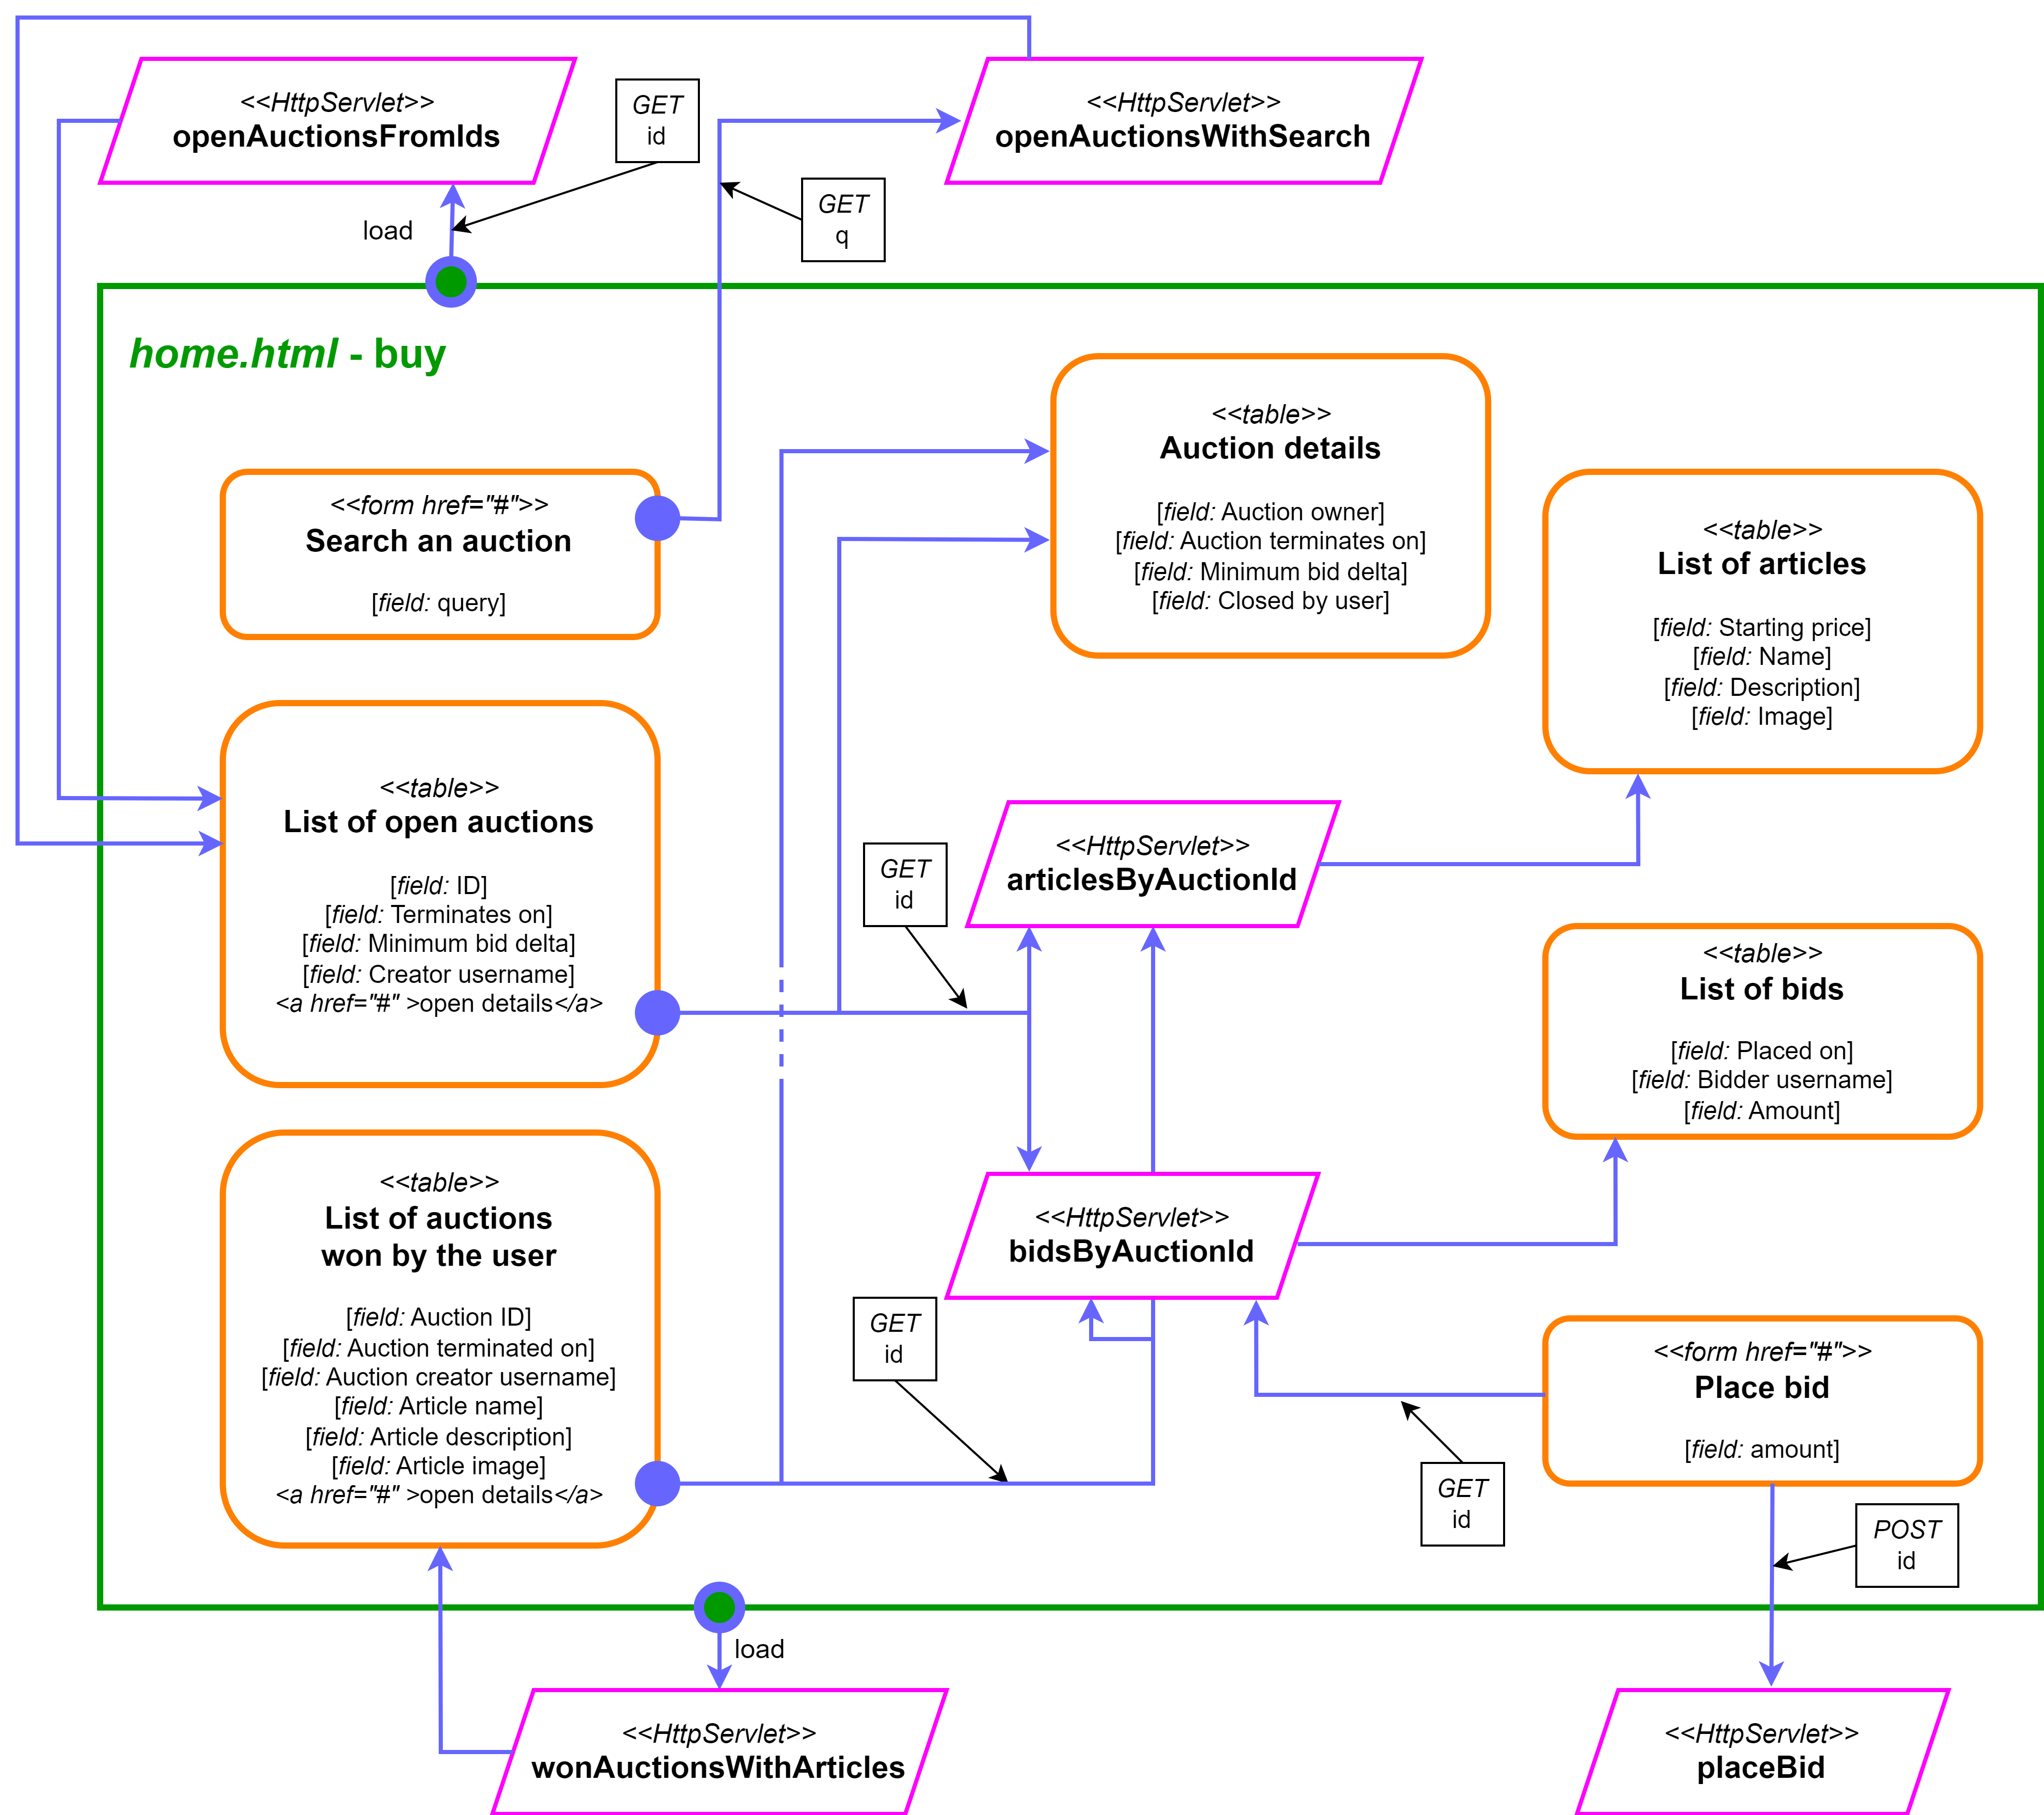 <<HttpServlet>>
openAuctionsFromIds
GET
id
<<HttpServlet>>
openAuctionsWithSearch
load
GET
q
home.html - buy
<<form href="#">>
Search an auction
[field: query]
<<table>>
Auction details
[field: Auction owner]
[field: Auction terminates on]
[field: Minimum bid delta]
[field: Closed by user]
<<table>>
List of articles
[field: Starting price]
[field: Name]
[field: Description]
[field: Image]
<<table>>
List of open auctions
[field: ID]
[field: Terminates on]
[field: Minimum bid delta]
[field: Creator username]
<a href="#" >open details</a>
GET
id
<<HttpServlet>>
articlesByAuctionId
<<table>>
List of bids
[field: Placed on]
[field: Bidder username]
[field: Amount]
<<table>>
List of auctions
won by the user
[field: Auction ID]
[field: Auction terminated on]
[field: Auction creator username]
[field: Article name]
[field: Article description]
[field: Article image]
<a href="#" >open details</a>
<<HttpServlet>>
bidsByAuctionId
GET
id
<<form href="#">>
Place bid
[field: amount]
GET
id
POST
id
load
<<HttpServlet>>
wonAuctionsWithArticles
<<HttpServlet>>
placeBid